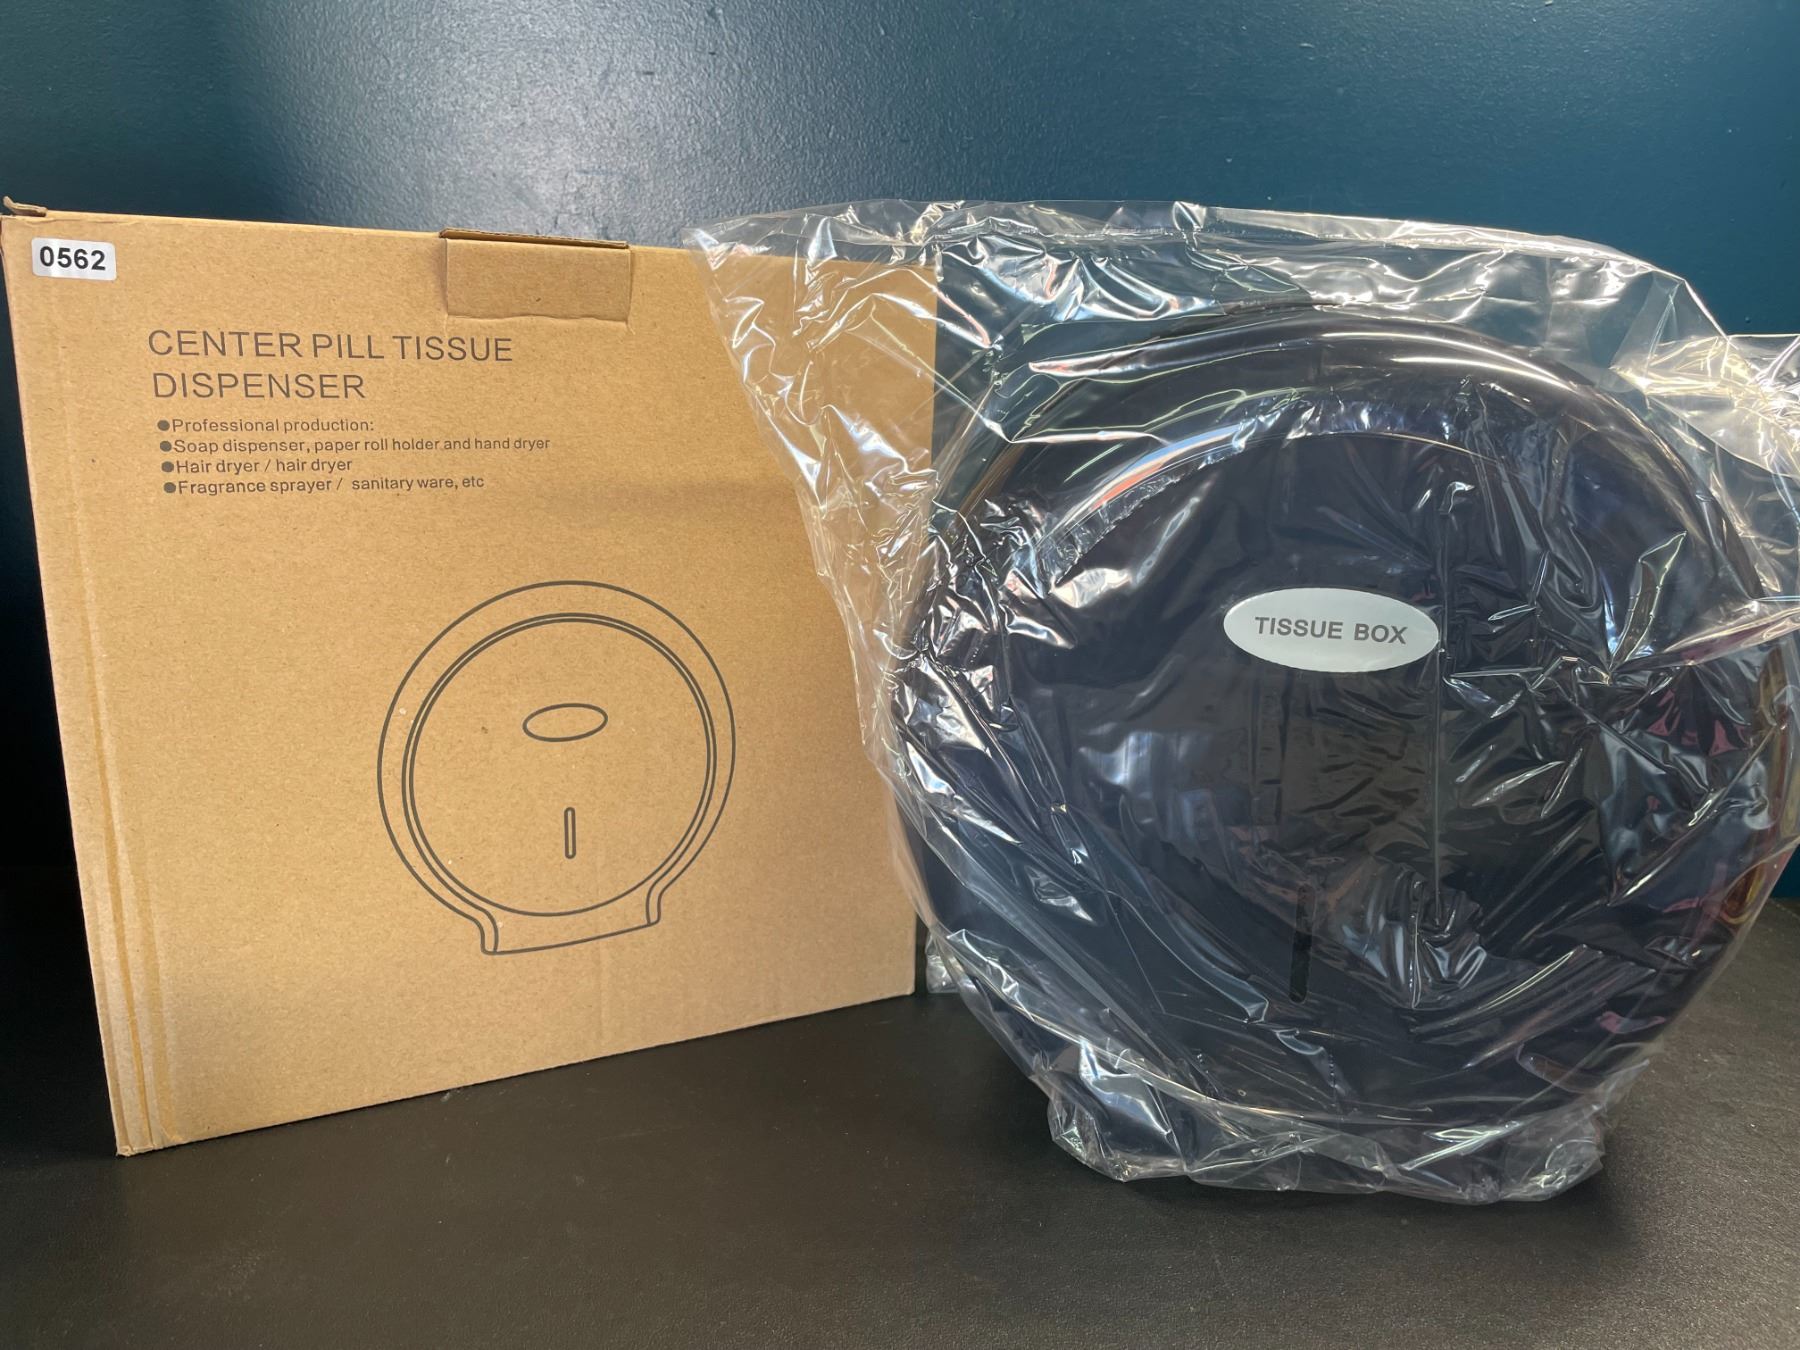 0562
CENTER PILL TISSUE
DISPENSER
●Professional production:
●Soap dispenser, paper roll holder and hand dryer
●Hair dryer / hair dryer
●Fragrance sprayer / sanitary ware, etc
TISSUE BOX